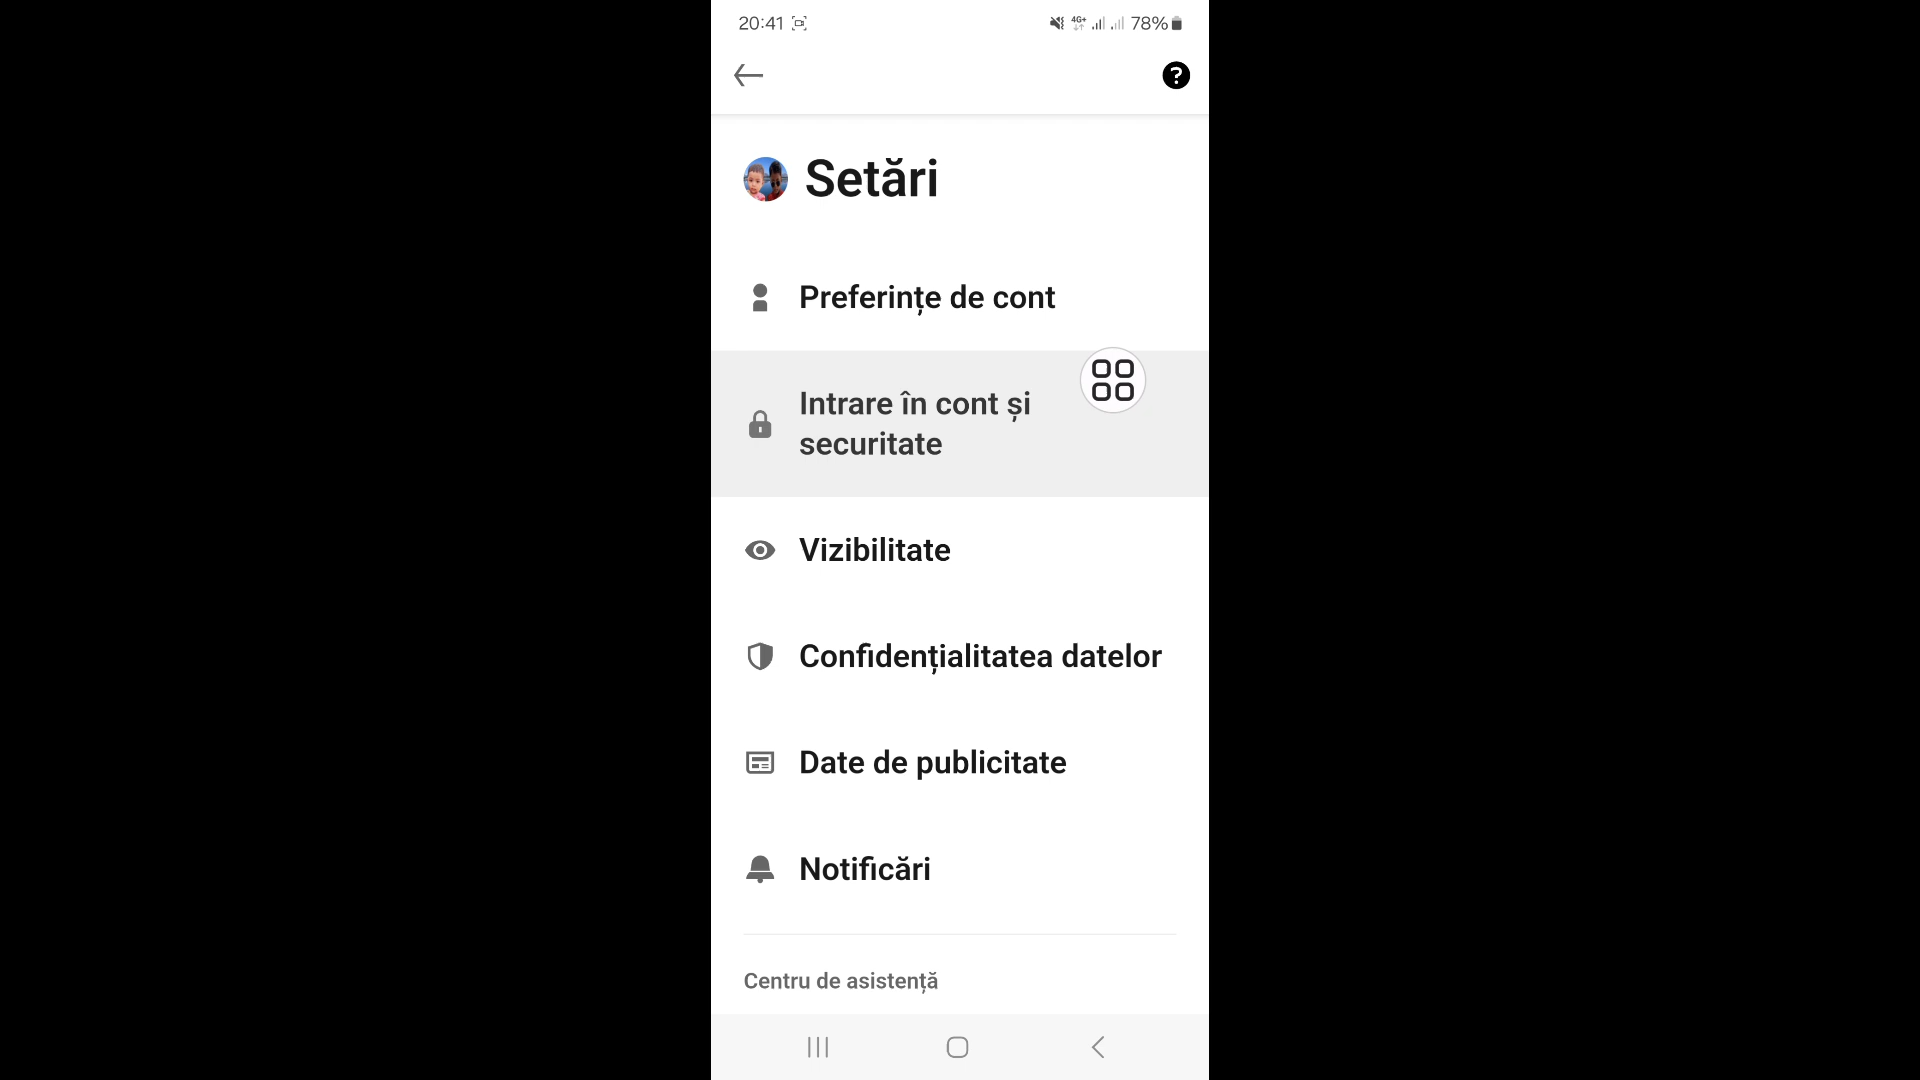 20:41 4G+ 78%
?
Setări
Preferințe de cont
Intrare în cont și
securitate
Vizibilitate
Confidențialitatea datelor
Date de publicitate
Notificări
Centru de asistență